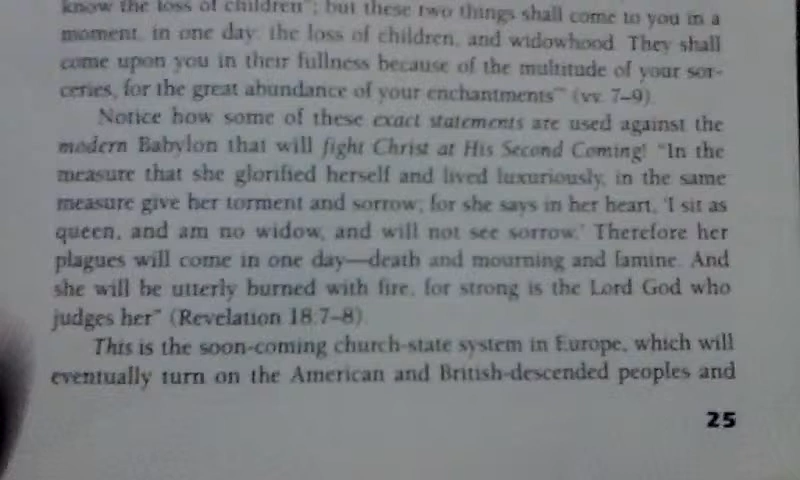 know the loss of children"; but these two things shall come to you in a
moment, in one day: the loss of children, and widowhood. They shall
come upon you in their fullness because of the multitude of your sor-
ceries, for the great abundance of your enchantments'" (vv. 7–9).
Notice how some of these exact statements are used against the
modern Babylon that will fight Christ at His Second Coming! "In the
measure that she glorified herself and lived luxuriously, in the same
measure give her torment and sorrow; for she says in her heart, 'I sit as
queen, and am no widow, and will not see sorrow.' Therefore her
plagues will come in one day—death and mourning and famine. And
she will be utterly burned with fire, for strong is the Lord God who
judges her" (Revelation 18:7–8).
This is the soon-coming church-state system in Europe, which will
eventually turn on the American and British-descended peoples and
25